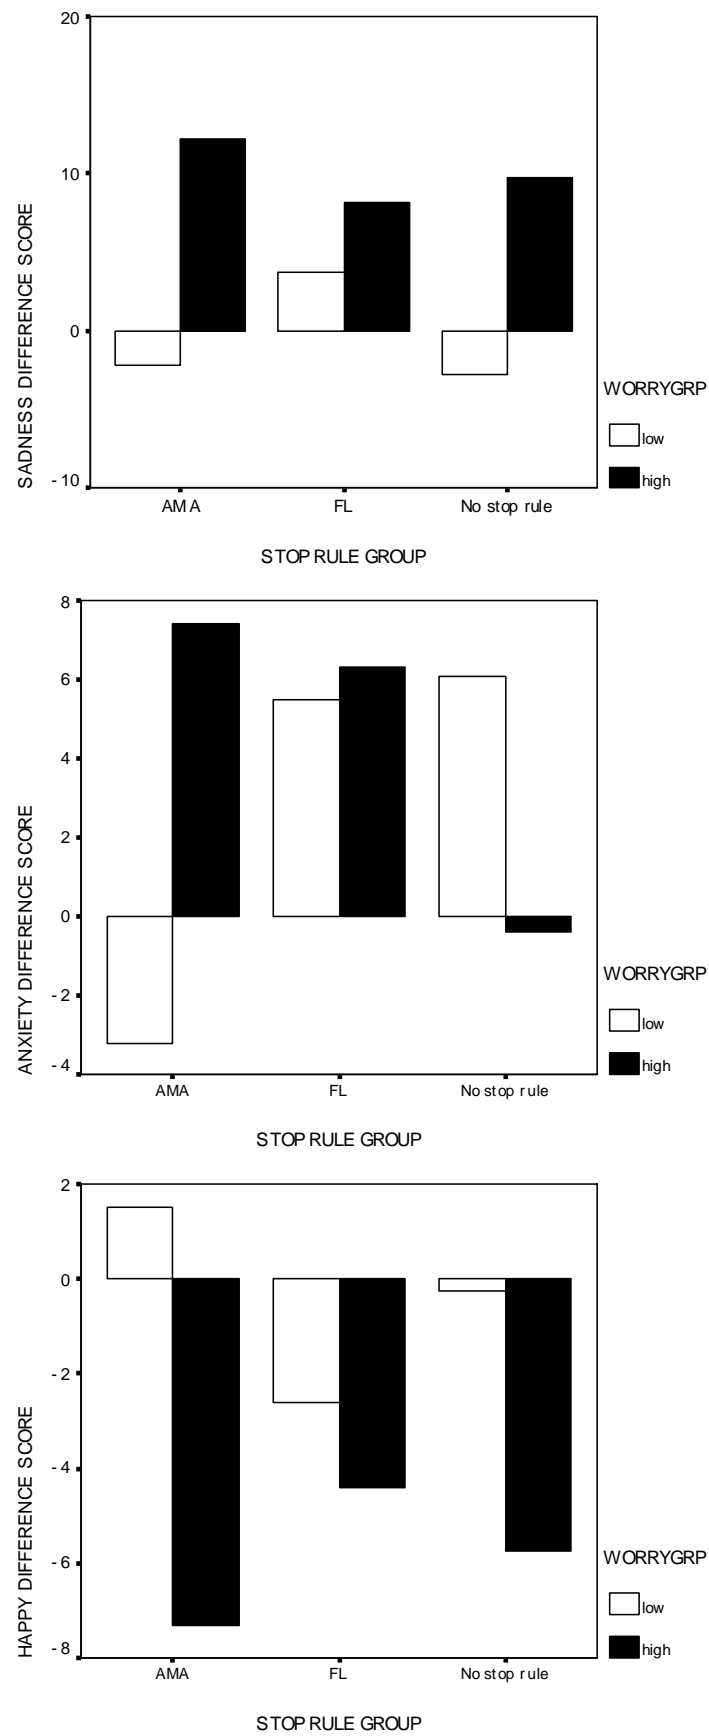 20
10
0
-10
SADNESS DIFFERENCE SCORE
AMA FL No stop rule
STOP RULE GROUP
WORRYGRP
low
high
8
6
4
2
0
-2
-4
ANXIETY DIFFERENCE SCORE
AMA FL No stop rule
STOP RULE GROUP
WORRYGRP
low
high
2
0
-2
-4
-6
-8
HAPPY DIFFERENCE SCORE
AMA FL No stop rule
STOP RULE GROUP
WORRYGRP
low
high